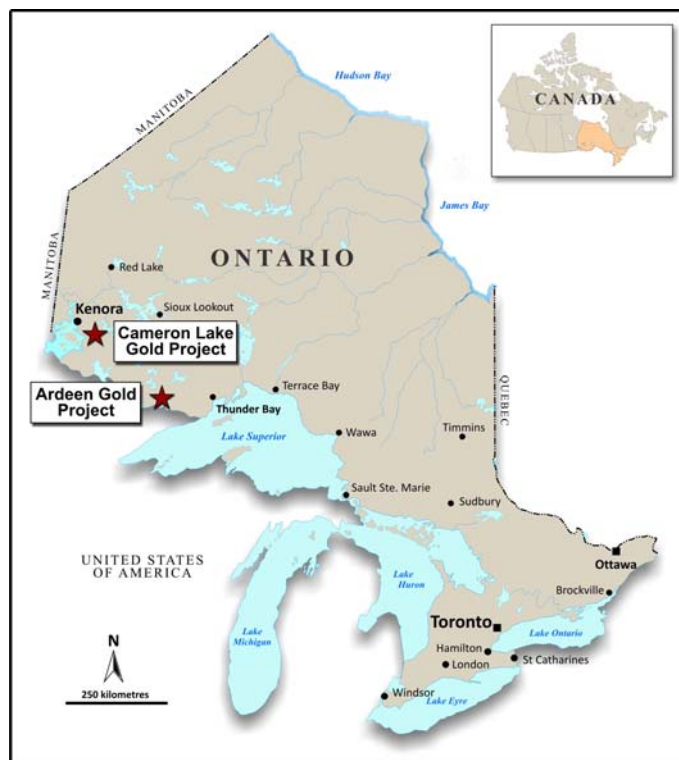 Hudson Bay
CANADA
MANITOBA
James Bay
ONTARIO
MANITOBA
Red Lake
Kenora
Sioux Lookout
Cameron Lake
Gold Project
Ardeen Gold
Project
Terrace Bay
Thunder Bay
QUEBEC
Lake Superior
Wawa
Timmins
Sault Ste. Marie
Sudbury
UNITED STATES
OF AMERICA
Ottawa
Lake
Huron
Brockville
Toronto
Lake
Michigan
Lake Ontario
Hamilton
St Catharines
London
N
250 kilometres
Windsor
Lake Eyre